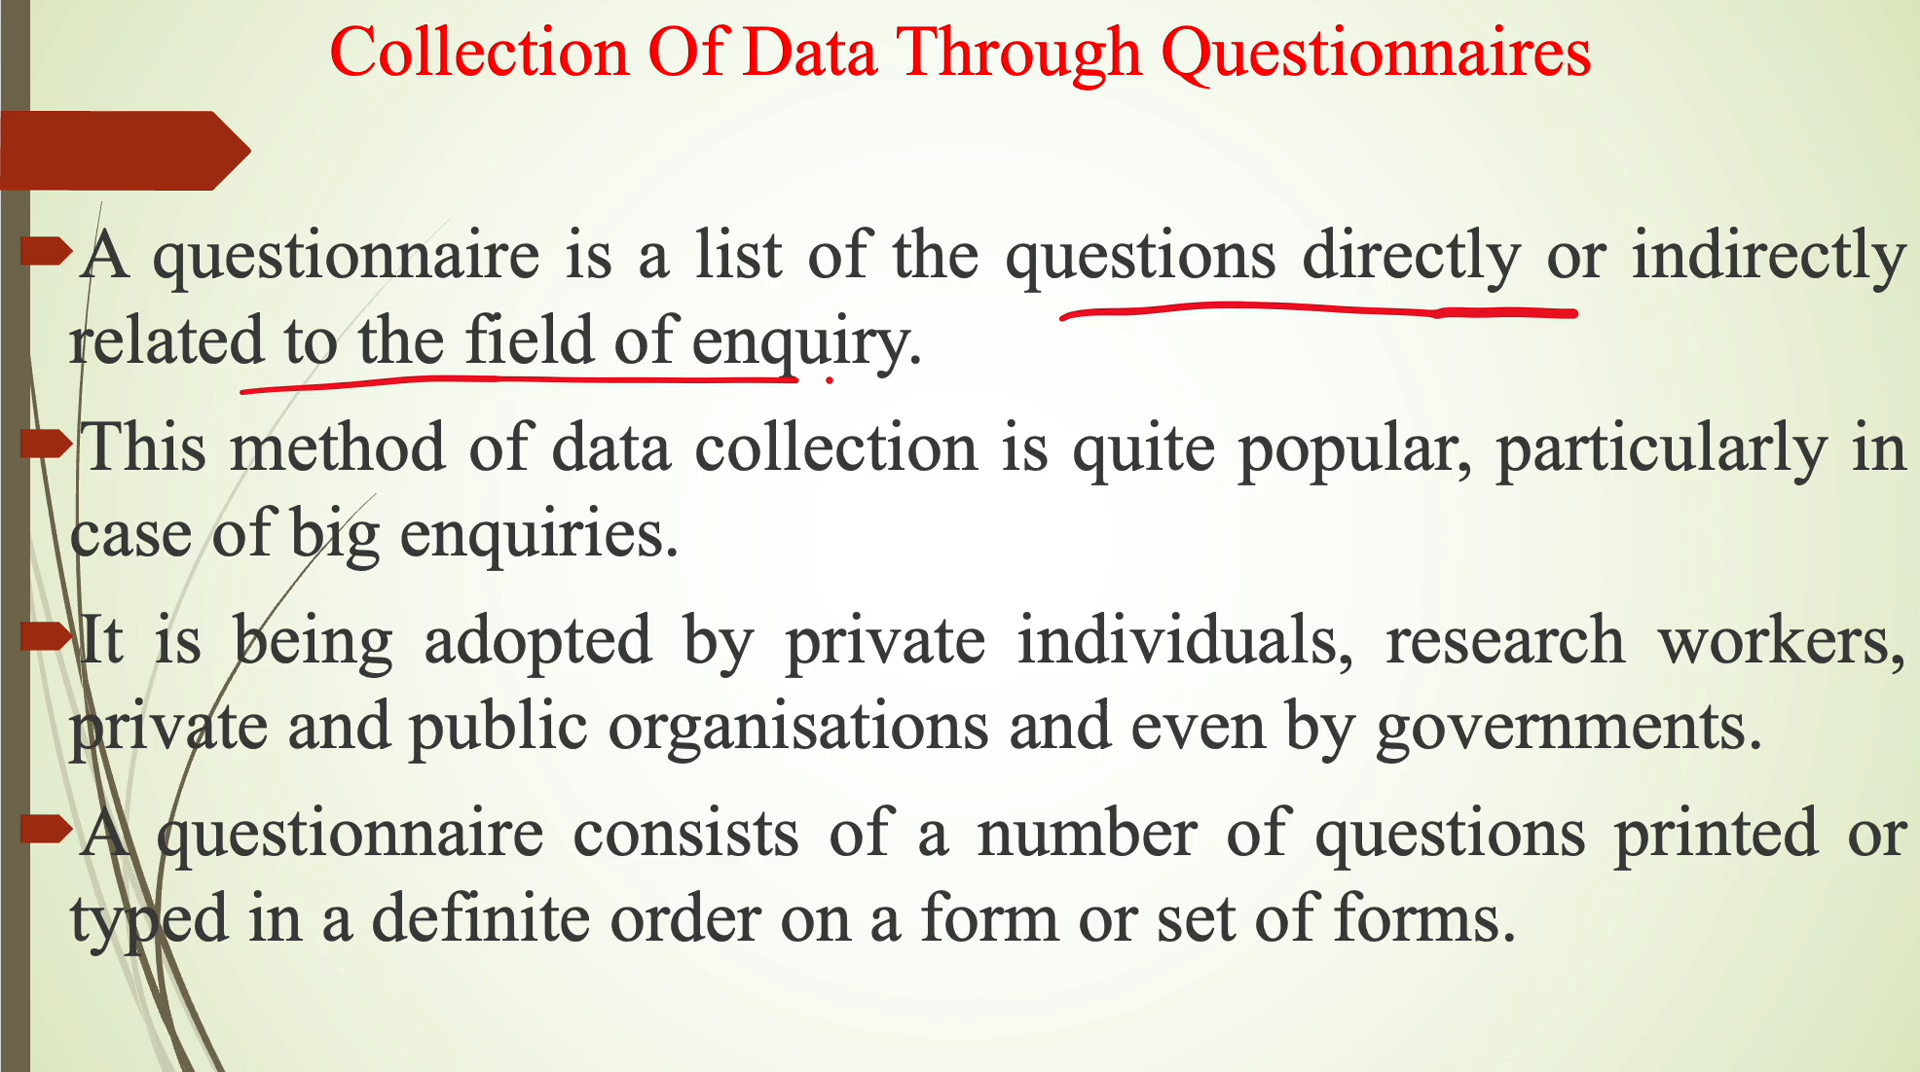 Collection Of Data Through Questionnaires
A questionnaire is a list of the questions directly or indirectly
related to the field of enquiry.
This method of data collection is quite popular, particularly in
case of big enquiries.
It is being adopted by private individuals, research workers,
private and public organisations and even by governments.
A questionnaire consists of a number of questions printed or
typed in a definite order on a form or set of forms.